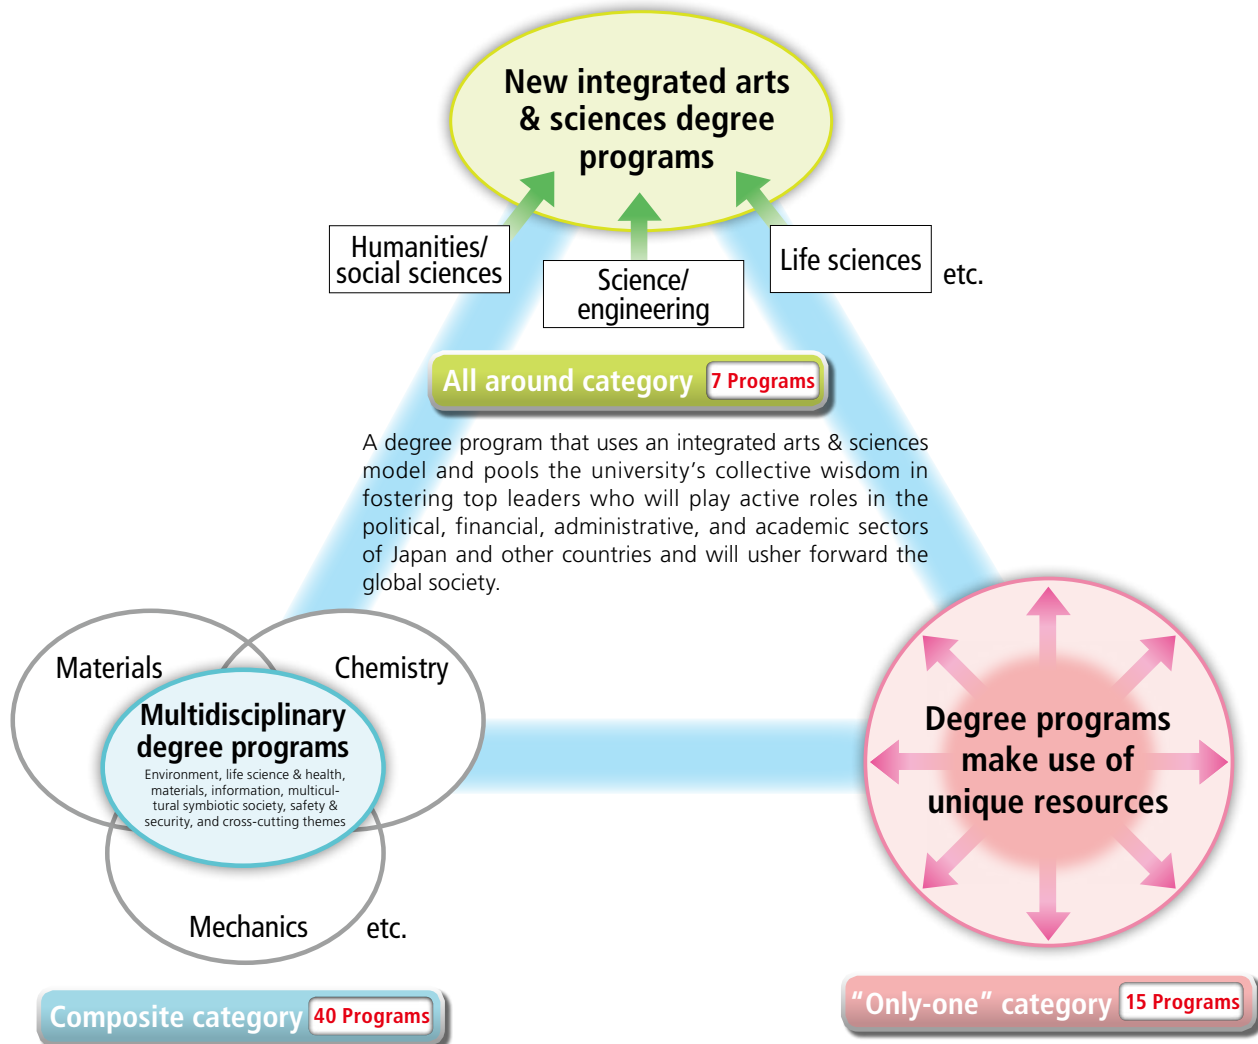 New integrated arts
& sciences degree
programs
Humanities/
social sciences
Science/
engineering
Life sciences
etc.
All around category 7 Programs
A degree program that uses an integrated arts & sciences
model and pools the university’s collective wisdom in
fostering top leaders who will play active roles in the
political, financial, administrative, and academic sectors
of Japan and other countries and will usher forward the
global society.
Materials
Chemistry
Multidisciplinary
degree programs
Environment, life science & health,
materials, information, multicul-
tural symbiotic society, safety &
security, and cross-cutting themes
Mechanics
etc.
Composite category 40 Programs
Degree programs
make use of
unique resources
"Only-one" category 15 Programs